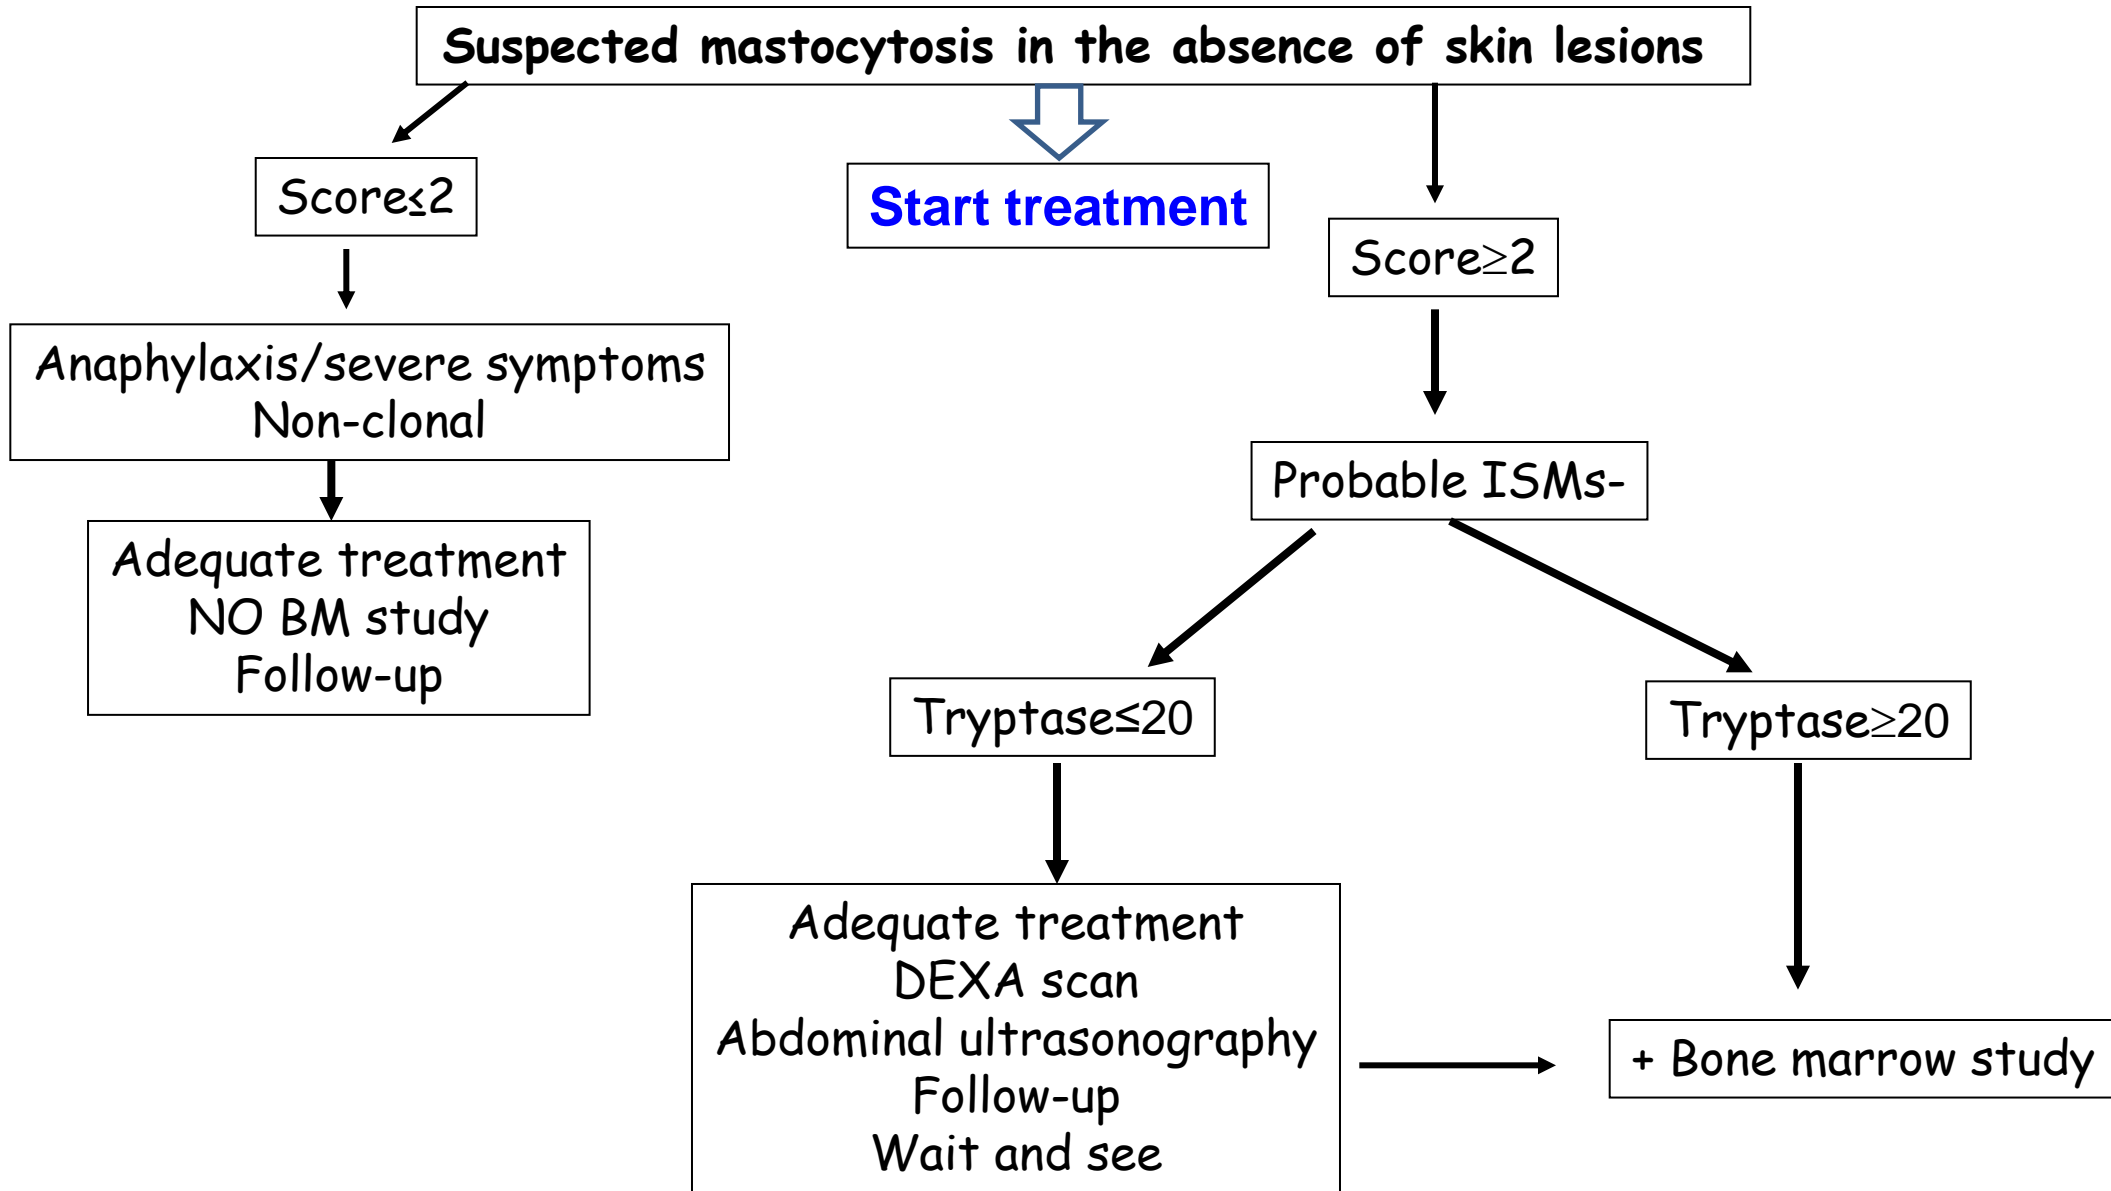 Suspected mastocytosis in the absence of skin lesions
Score≤2
Start treatment
Score≥2
Anaphylaxis/severe symptoms
Non-clonal
Probable ISMs-
Adequate treatment
NO BM study
Follow-up
Tryptase≤20
Tryptase≥20
Adequate treatment
DEXA scan
Abdominal ultrasonography
Follow-up
Wait and see
+ Bone marrow study